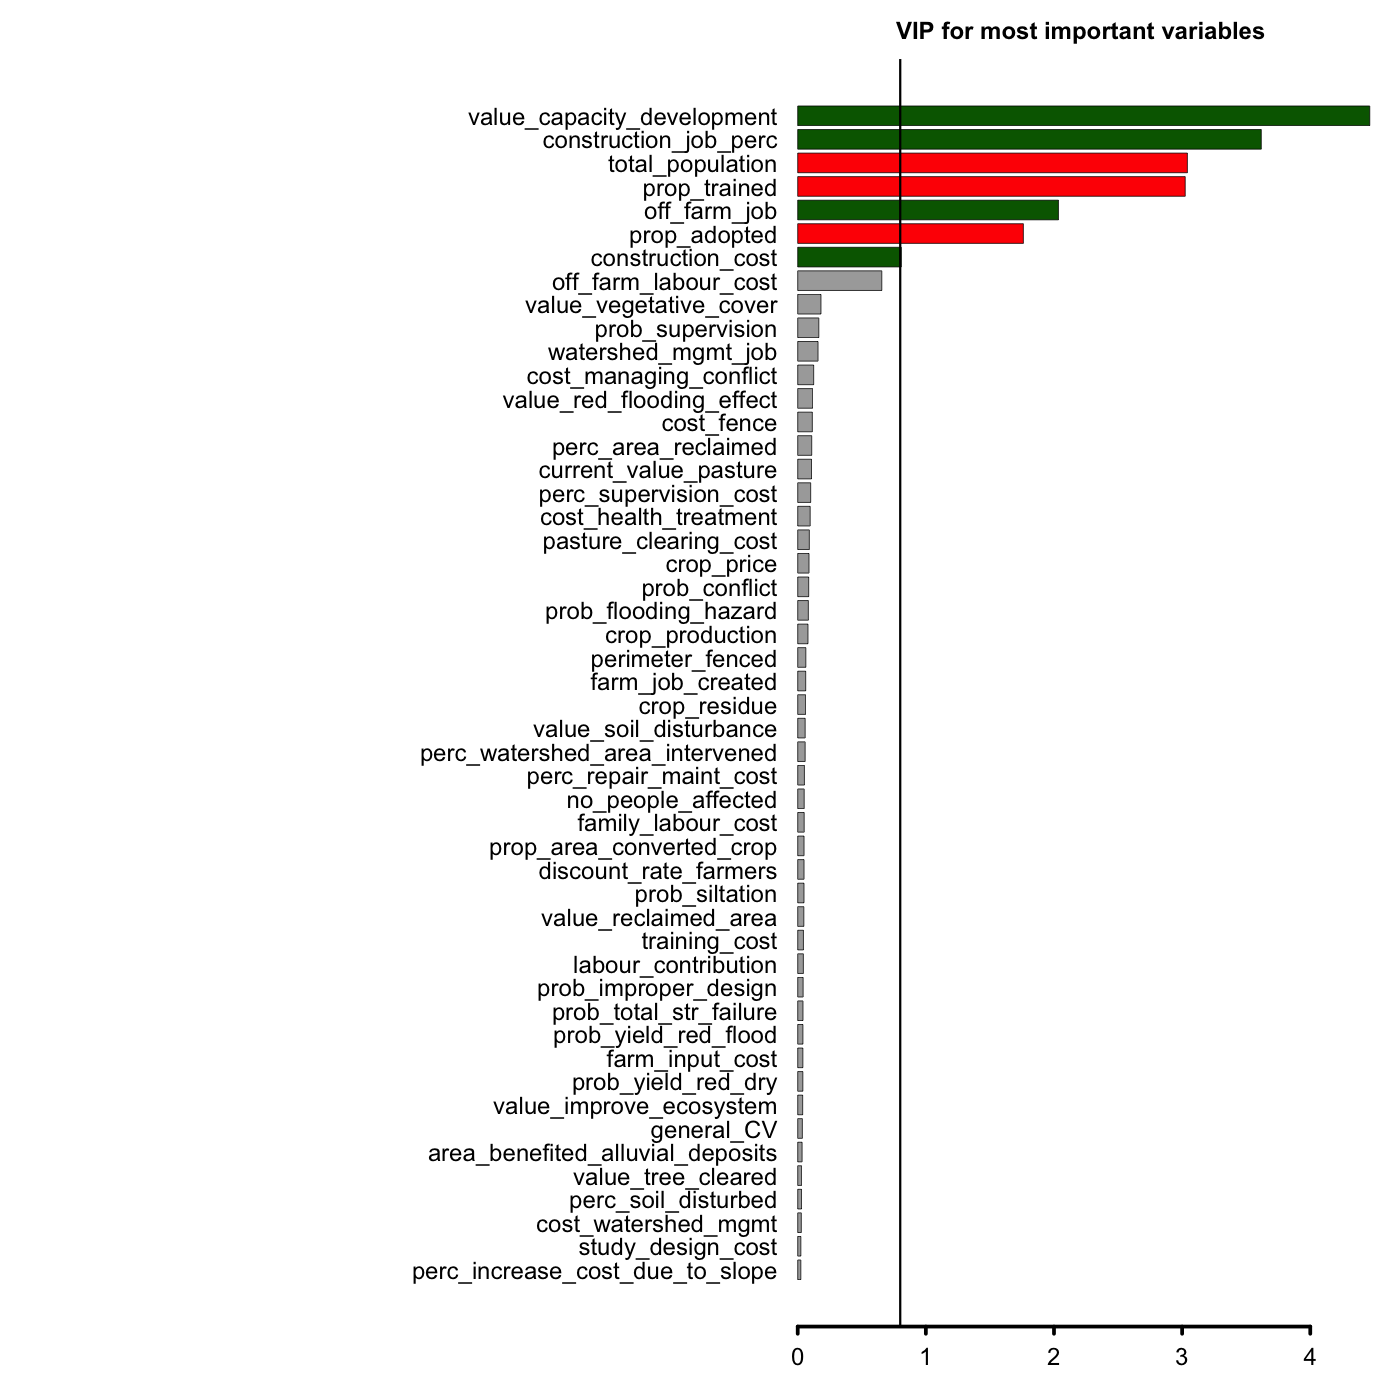 VIP for most important variables
value_capacity_development
construction_job_perc
total_population
prop_trained
off_farm_job
prop_adopted
construction_cost
off_farm_labour_cost
value_vegetative_cover
prob_supervision
watershed_mgmt_job
cost_managing_conflict
value_red_flooding_effect
cost_fence
perc_area_reclaimed
current_value_pasture
perc_supervision_cost
cost_health_treatment
pasture_clearing_cost
crop_price
prob_conflict
prob_flooding_hazard
crop_production
perimeter_fenced
farm_job_created
crop_residue
value_soil_disturbance
perc_watershed_area_intervened
perc_repair_maint_cost
no_people_affected
family_labour_cost
prop_area_converted_crop
discount_rate_farmers
prob_siltation
value_reclaimed_area
training_cost
labour_contribution
prob_improper_design
prob_total_str_failure
prob_yield_red_flood
farm_input_cost
prob_yield_red_dry
value_improve_ecosystem
general_CV
area_benefited_alluvial_deposits
value_tree_cleared
perc_soil_disturbed
cost_watershed_mgmt
study_design_cost
perc_increase_cost_due_to_slope
0 1 2 3 4